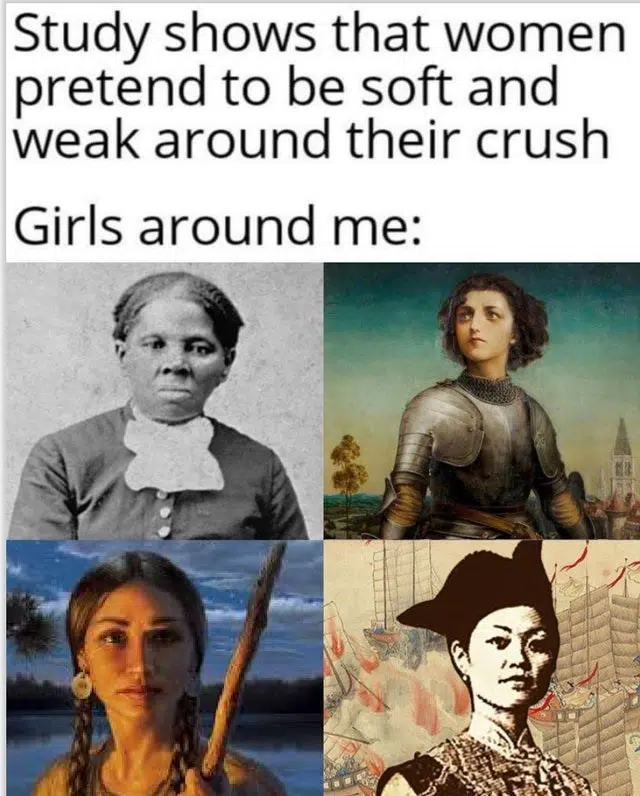 Study shows that women
pretend to be soft and
weak around their crush
Girls around me: